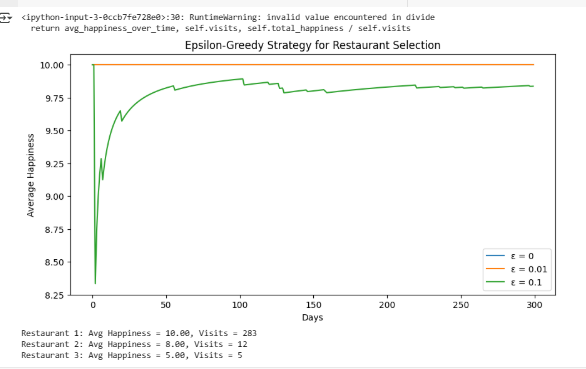 <ipython-input-3-0ccb7fe728e0>:30: RuntimeWarning: invalid value encountered in divide
return avg_happiness_over_time, self.visits, self.total_happiness / self.visits
Epsilon-Greedy Strategy for Restaurant Selection
10.00
9.75
9.50
9.25
9.00
8.75
8.50
8.25
Average Happiness
0 50 100 150 200 250 300
Days
ε = 0
ε = 0.01
ε = 0.1
Restaurant 1: Avg Happiness = 10.00, Visits = 283
Restaurant 2: Avg Happiness = 8.00, Visits = 12
Restaurant 3: Avg Happiness = 5.00, Visits = 5